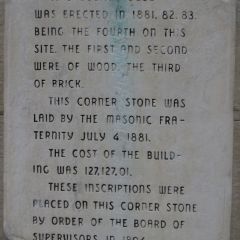 WAS ERECTED IN 1881, 82. 83.
BEING THE FOURTH ON THIS
SITE. THE FIRST AND SECOND
WERE OF WOOD. THE THIRD
OF BRICK.
THIS CORNER STONE WAS
LAID BY THE MASONIC FRA-
TERNITY JULY 4, 1881.
THE COST OF THE BUILD-
ING WAS 127,127,01.
THESE INSCRIPTIONS WERE
PLACED ON THIS CORNER STONE
BY ORDER OF THE BOARD OF
SUPERVISORS IN